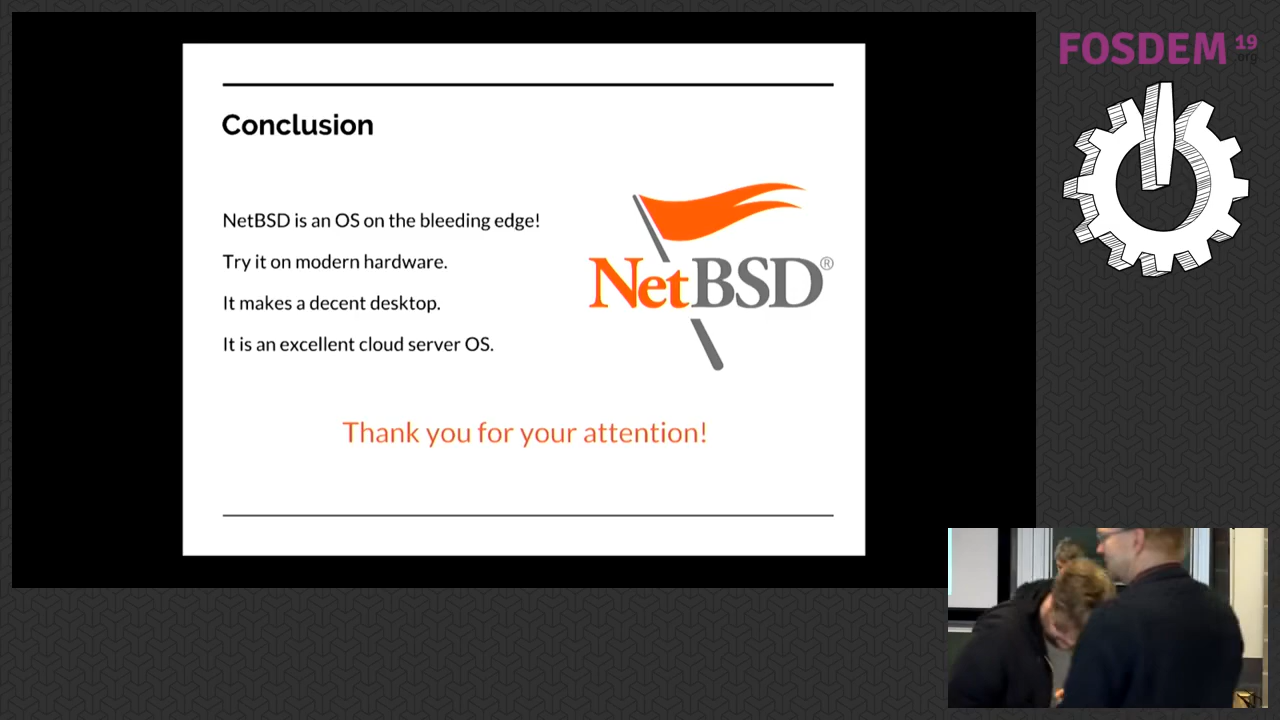 FOSDEM 19
.org
Conclusion
NetBSD is an OS on the bleeding edge!
Try it on modern hardware.
It makes a decent desktop.
It is an excellent cloud server OS.
NetBSD®
Thank you for your attention!